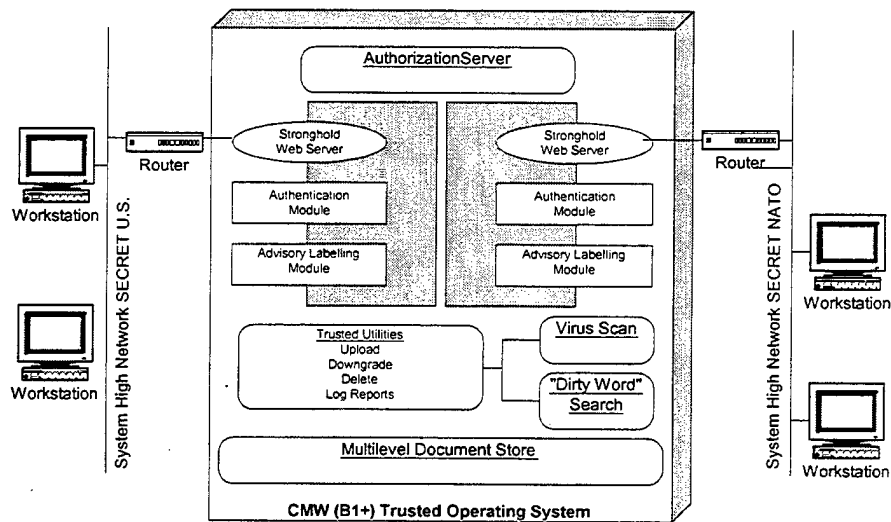 AuthorizationServer
Stronghold
Web Server
Stronghold
Web Server
Router
Router
Authentication
Module
Authentication
Module
Advisory Labelling
Module
Advisory Labelling
Module
Workstation
Workstation
Workstation
Workstation
System High Network SECRET U.S.
System High Network SECRET NATO
Trusted Utilities
Upload
Downgrade
Delete
Log Reports
Virus Scan
"Dirty Word"
Search
Multilevel Document Store
CMW (B1+) Trusted Operating System